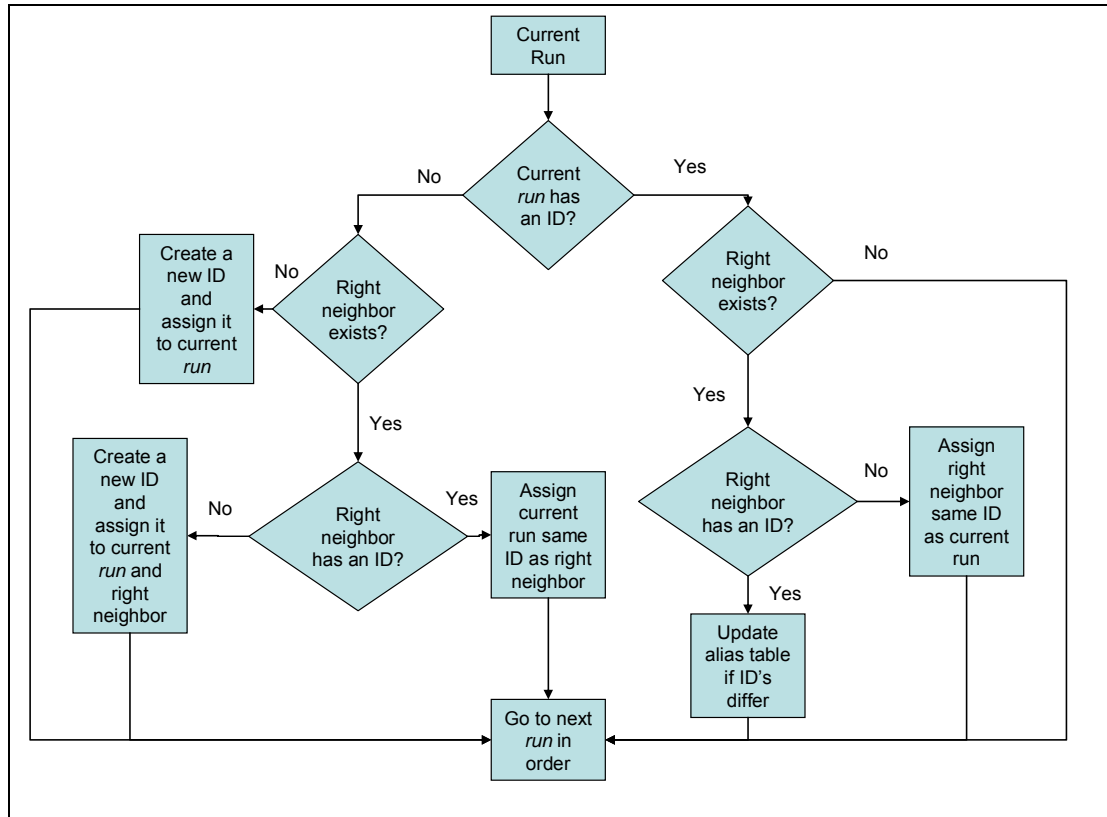 Current
Run
Current
run has
an ID?
No
Yes
Create a
new ID
and
assign it
to current
run
No
Right
neighbor
exists?
Right
neighbor
exists?
No
Yes
Yes
Create a
new ID
and
assign it
to current
run and
right
neighbor
No
Right
neighbor
has an ID?
Yes
Assign
current
run same
ID as right
neighbor
Right
neighbor
has an ID?
No
Assign
right
neighbor
same ID
as current
run
Yes
Update
alias table
if ID's
differ
Go to next
run in
order